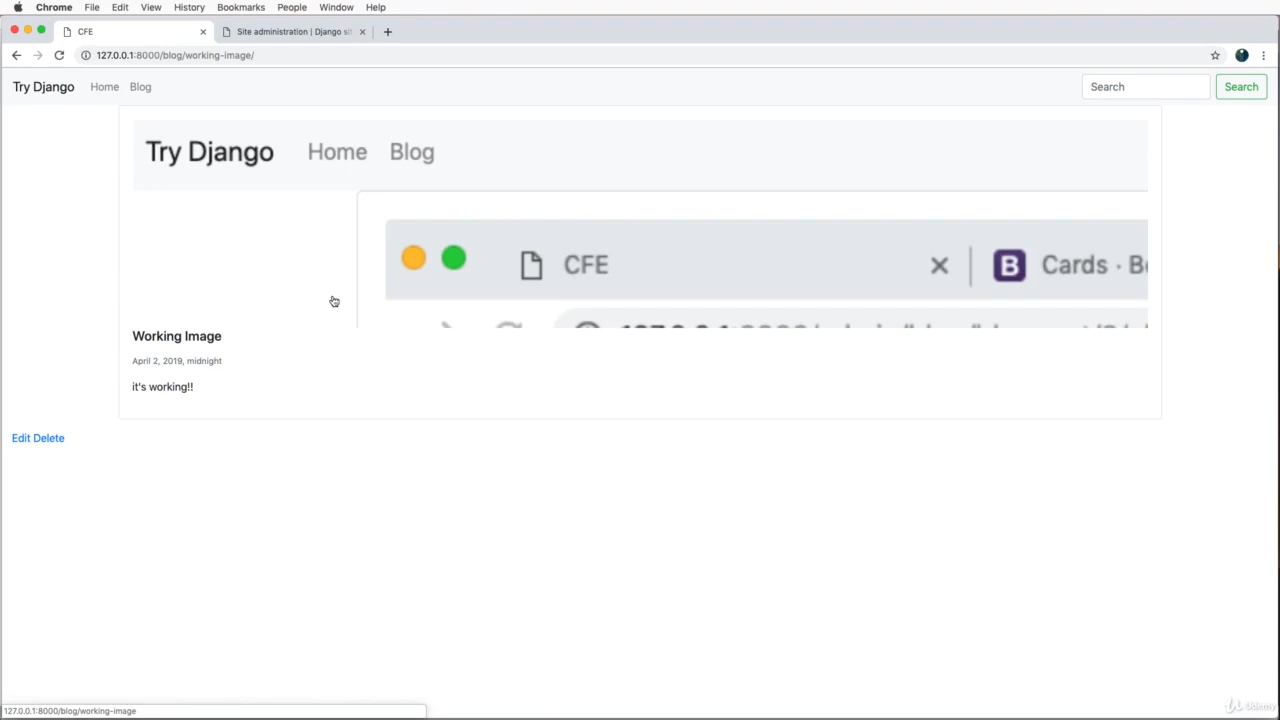 Chrome File Edit View History Bookmarks People Window Help
CFE Site administration | Django si
127.0.0.1:8000/blog/working-image/
Try Django Home Blog Search Search
Try Django Home Blog
CFE B Cards · Bo
Working Image
April 2, 2019, midnight
it's working!!
Edit Delete
127.0.0.1:8000/blog/working-image
Udemy